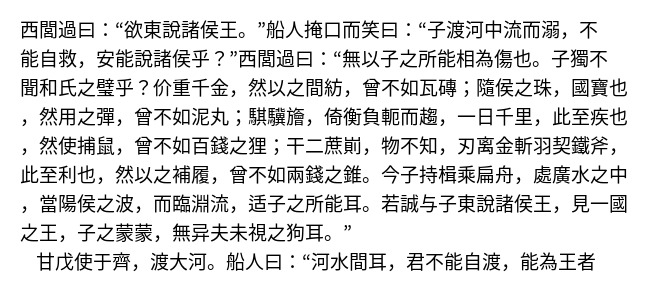 西閭過曰：“欲東說諸侯王。”船人掩口而笑曰：“子渡河中流而溺，不
能自救，安能說諸侯乎？”西閭過曰：“無以子之所能相為傷也。子獨不
聞和氏之璧乎？价重千金，然以之間紡，曾不如瓦磚；隨侯之珠，國寶也
，然用之彈，曾不如泥丸；騏驥簷，倚衡負軛而趨，一日千里，此至疾也
，然使捕鼠，曾不如百錢之狸；干二蔗崱，物不知，刃离金斬羽契鐵斧，
此至利也，然以之補履，曾不如兩錢之錐。今子持楫乘扁舟，處廣水之中
，當陽侯之波，而臨淵流，适子之所能耳。若誠与子東說諸侯王，見一國
之王，子之蒙蒙，無异夫未視之狗耳。”
甘戊使于齊，渡大河。船人曰：“河水間耳，君不能自渡，能為王者